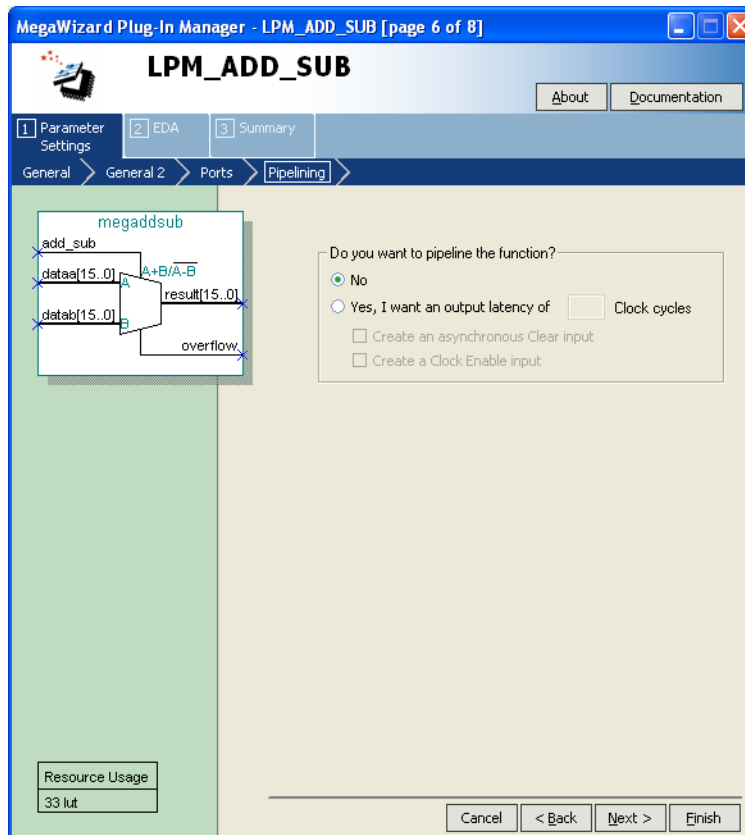 MegaWizard Plug-In Manager - LPM_ADD_SUB [page 6 of 8]
LPM_ADD_SUB
About
Documentation
1 Parameter Settings
2 EDA
3 Summary
General
General 2
Ports
Pipelining
megaddsub
add_sub
A+B/A-B
dataa[15..0]
A
result[15..0]
datab[15..0]
B
overflow
Do you want to pipeline the function?
No
Yes, I want an output latency of Clock cycles
Create an asynchronous Clear input
Create a Clock Enable input
Resource Usage
33 lut
Cancel
< Back
Next >
Finish